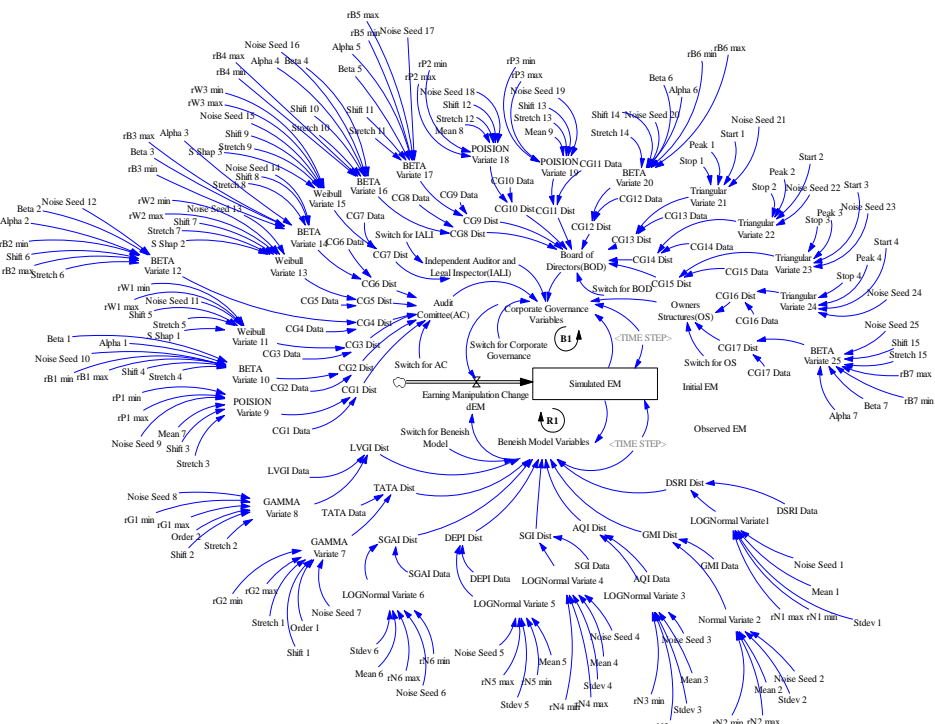 rB5 max
rB5 min
Noise Seed 17
Noise Seed 16
rB4 max
Alpha 4
Beta 4
Alpha 5
rB4 min
Beta 5
rP2 min
rP2 max
rP3 min
rP3 max
rB6 max
rB6 min
Beta 6
Alpha 6
rW3 min
rW3 max
Noise Seed 15
Shift 10
Stretch 10
Shift 11
Stretch 11
Noise Seed 18
Shift 12
Stretch 12
Mean 8
Noise Seed 19
Shift 13
Stretch 13
Mean 9
Shift 14
Noise Seed 20
Stretch 14
Noise Seed 21
Start 1
Peak 1
Stop 1
rB3 max
Alpha 3
Shift 9
Stretch 9
Beta 3
S Shap 3
rB3 min
Noise Seed 14
Shift 8
Stretch 8
BETA
Variate 16
BETA
Variate 17
POISION
Variate 18
POISION
Variate 19
CG11 Data
BETA
Variate 20
Triangular
Variate 21
Start 2
Peak 2
Stop 2
Noise Seed 22
Start 3
Peak 3
Stop 3
Noise Seed 23
Weibull
Variate 15
CG10 Data
CG9 Data
CG8 Data
CG12 Data
rW2 min
Noise Seed 13
rW2 max
Shift 7
Stretch 7
S Shap 2
BETA
Variate 14
CG7 Data
CG9 Dist
CG10 Dist
CG11 Dist
CG12 Dist
CG13 Data
Triangular
Variate 22
Noise Seed 12
Beta 2
Alpha 2
rB2 min
Shift 6
rB2 max
Stretch 6
BETA
Variate 12
Weibull
Variate 13
CG6 Data
Switch for IALI
CG8 Dist
CG13 Dist
CG14 Data
Start 4
Peak 4
Stop 4
CG7 Dist
Independent Auditor and
Legial Inspector(IALI)
Board of
Directors(BOD)
CG14 Dist
Triangular
Variate 23
CG15 Data
CG6 Dist
Switch for BOD
CG15 Dist
rW1 min
rW1 max
Noise Seed 11
Shift 5
Stretch 5
S Shap 1
CG5 Data
CG5 Dist
Audit
Comittee(AC)
Corporate Governance
Variables
Owners
Structures(OS)
CG16 Dist
Triangular
Variate 24
Noise Seed 24
CG16 Data
Weibull
Variate 11
CG4 Data
CG4 Dist
B1
<TIME STEP>
Noise Seed 25
Shift 15
Stretch 15
Beta 1
Alpha 1
CG3 Data
CG3 Dist
Switch for Corporate
Governance
CG17 Dist
BETA
Variate 25
Noise Seed 10
rB1 min
rB1 max
Shift 4
Stretch 4
BETA
Variate 10
CG2 Dist
Switch for AC
Switch for OS
CG17 Data
rB7 max
rB7 min
CG2 Data
CG1 Dist
Simulated EM
Initial EM
rP1 min
rP1 max
POISION
Variate 9
Earning Manipulation Change
dEM
Beta 7
Alpha 7
Mean 7
Noise Seed 9
Shift 3
Stretch 3
CG1 Data
R1
Observed EM
Switch for Beneish
Model
Beneish Model Variables
<TIME STEP>
LVGI Dist
LVGI Data
TATA Dist
DSRI Dist
Noise Seed 8
rG1 min
rG1 max
Order 2
Shift 2
Stretch 2
GAMMA
Variate 8
TATA Data
DSRI Data
LOGNormal Variate1
GAMMA
Variate 7
SGAI Dist
DEPI Dist
SGI Dist
AQI Dist
GMI Dist
rG2 min
rG2 max
Stretch 1
Order 1
Shift 1
Noise Seed 7
SGAI Data
DEPI Data
SGI Data
AQI Data
GMI Data
Noise Seed 1
Mean 1
rN1 max
rN1 min
Stdev 1
LOGNormal Variate 6
LOGNormal Variate 5
LOGNormal Variate 4
LOGNormal Variate 3
Normal Variate 2
Stdev 6
Mean 6
rN6 max
rN6 min
Noise Seed 6
Noise Seed 5
rN5 max
rN5 min
Mean 5
Stdev 5
Noise Seed 4
Mean 4
Stdev 4
rN4 min
rN4 max
Noise Seed 3
Mean 3
rN3 min
Stdev 3
Noise Seed 2
Mean 2
Stdev 2
rN2 min
rN2 max